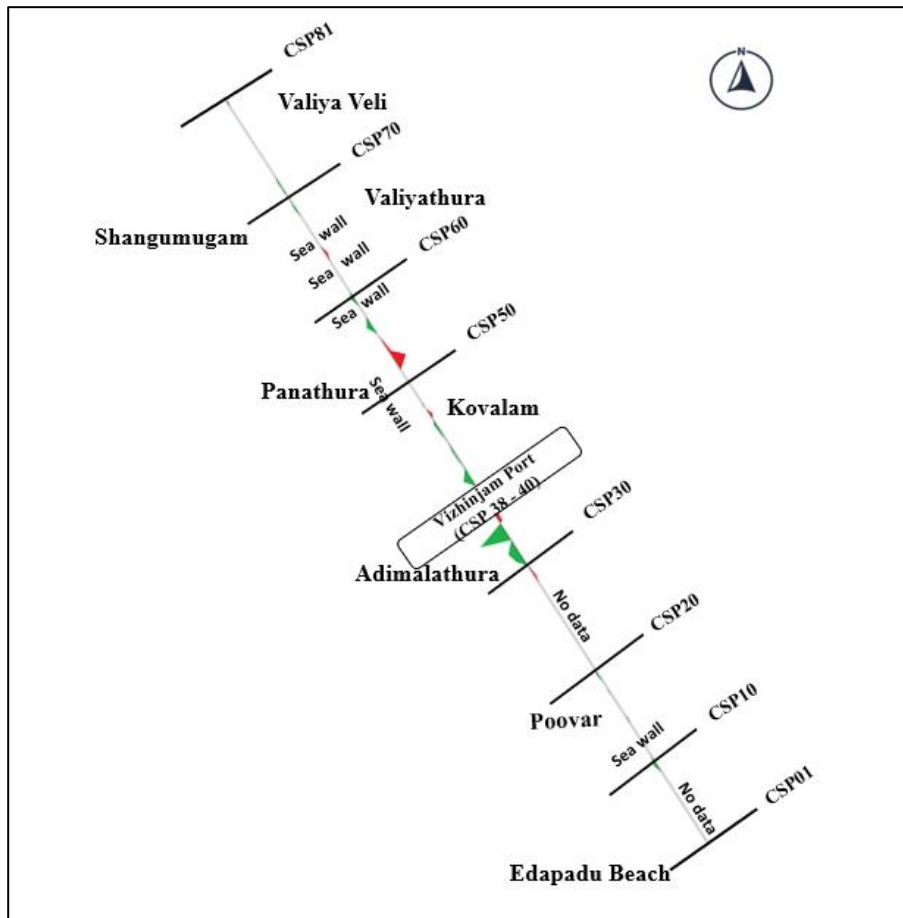 CSP81
N
Valiya Veli
CSP70
Valiyathura
Shangumugam
Sea wall
CSP60
Sea wall
Sea wall
CSP50
Panathura
Sea wall
Kovalam
Vizhinjam Port
(CSP 38 - 40)
CSP30
Adimalathura
No data
CSP20
Poovar
CSP10
Sea wall
No data
CSP01
Edapadu Beach